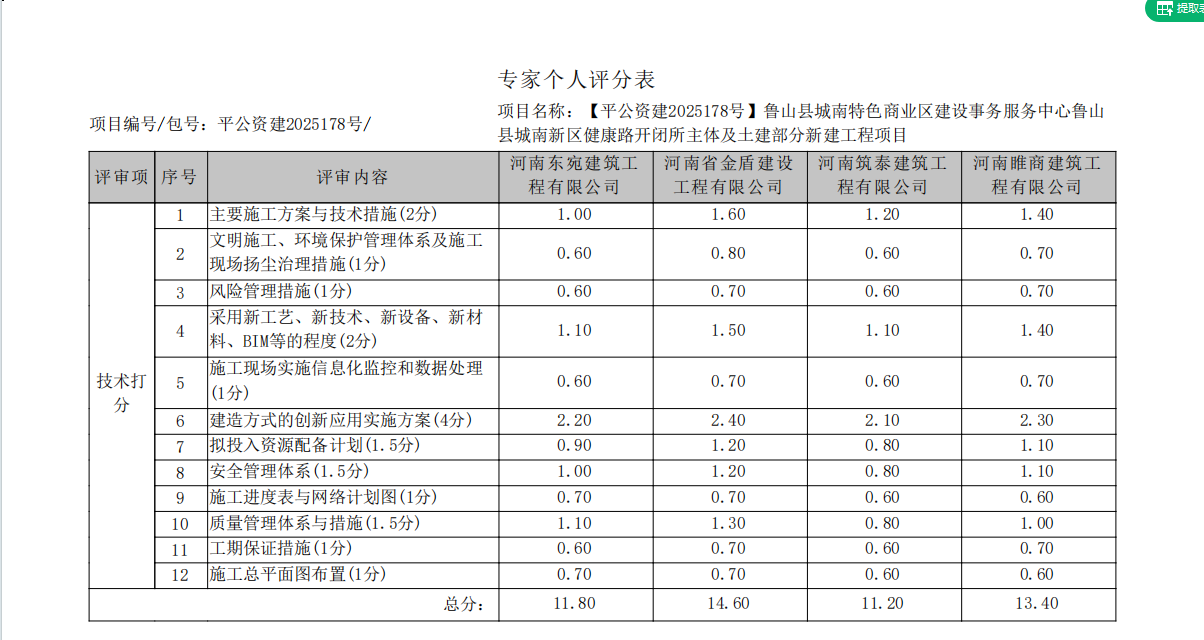 提取表
专家个人评分表
项目编号/包号：平公资建2025178号/
项目名称：【平公资建2025178号】鲁山县城南特色商业区建设事务服务中心鲁山
县城南新区健康路开闭所主体及土建部分新建工程项目
评审项 序号 评审内容 河南东宛建筑工程有限公司 河南省金盾建设工程有限公司 河南筑泰建筑工程有限公司 河南睢商建筑工程有限公司
技术打分
1 主要施工方案与技术措施(2分) 1.00 1.60 1.20 1.40
2 文明施工、环境保护管理体系及施工
现场扬尘治理措施(1分) 0.60 0.80 0.60 0.70
3 风险管理措施(1分) 0.60 0.70 0.60 0.70
4 采用新工艺、新技术、新设备、新材
料、BIM等的程度(2分) 1.10 1.50 1.10 1.40
5 施工现场实施信息化监控和数据处理
(1分) 0.60 0.70 0.60 0.70
6 建造方式的创新应用实施方案(4分) 2.20 2.40 2.10 2.30
7 拟投入资源配备计划(1.5分) 0.90 1.20 0.80 1.10
8 安全管理体系(1.5分) 1.00 1.20 0.80 1.10
9 施工进度表与网络计划图(1分) 0.70 0.70 0.60 0.60
10 质量管理体系与措施(1.5分) 1.10 1.30 0.80 1.00
11 工期保证措施(1分) 0.60 0.70 0.60 0.70
12 施工总平面图布置(1分) 0.70 0.70 0.60 0.60
总分： 11.80 14.60 11.20 13.40